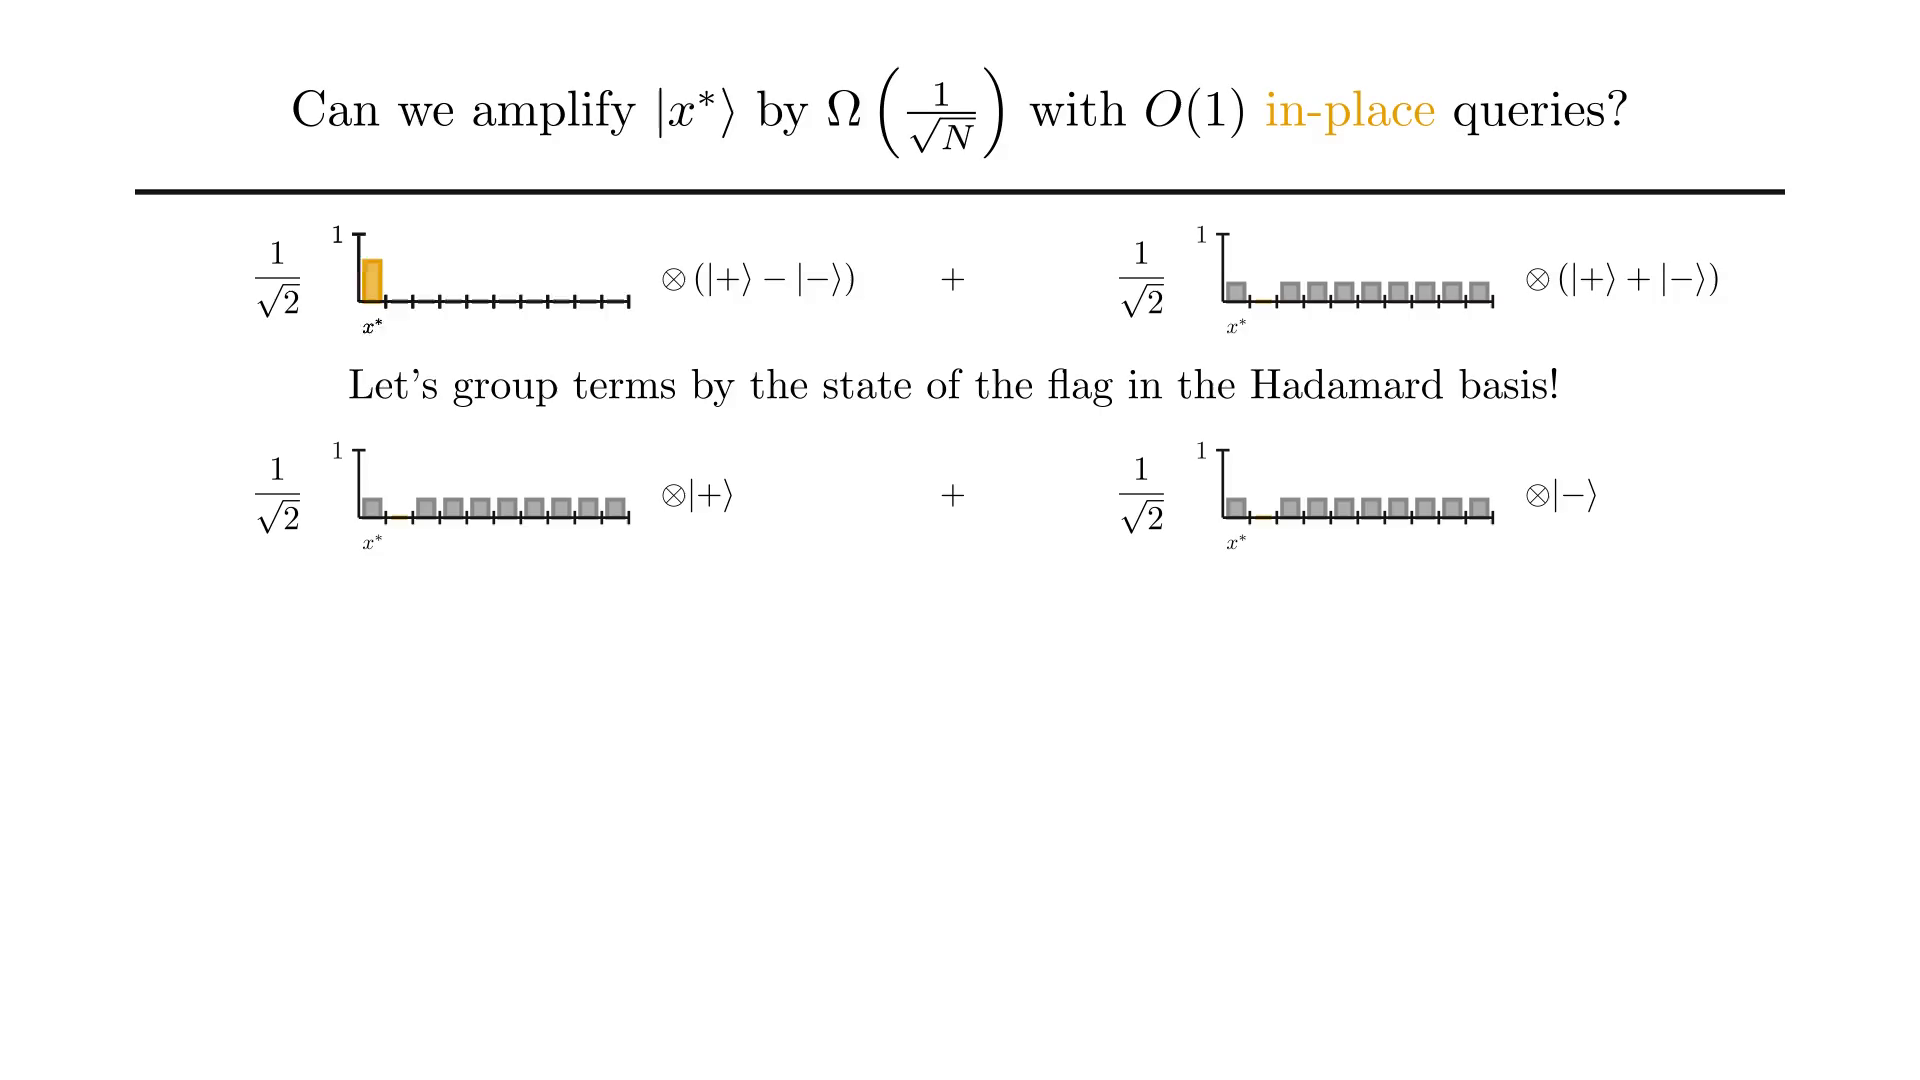 Can we amplify |x*⟩ by Ω(1/√N) with O(1) in-place queries?
1/√2 1 x* ⊗ (|+⟩ − |−⟩) + 1/√2 1 x* ⊗ (|+⟩ + |−⟩)
Let's group terms by the state of the flag in the Hadamard basis!
1/√2 1 x* ⊗|+⟩ + 1/√2 1 x* ⊗|−⟩